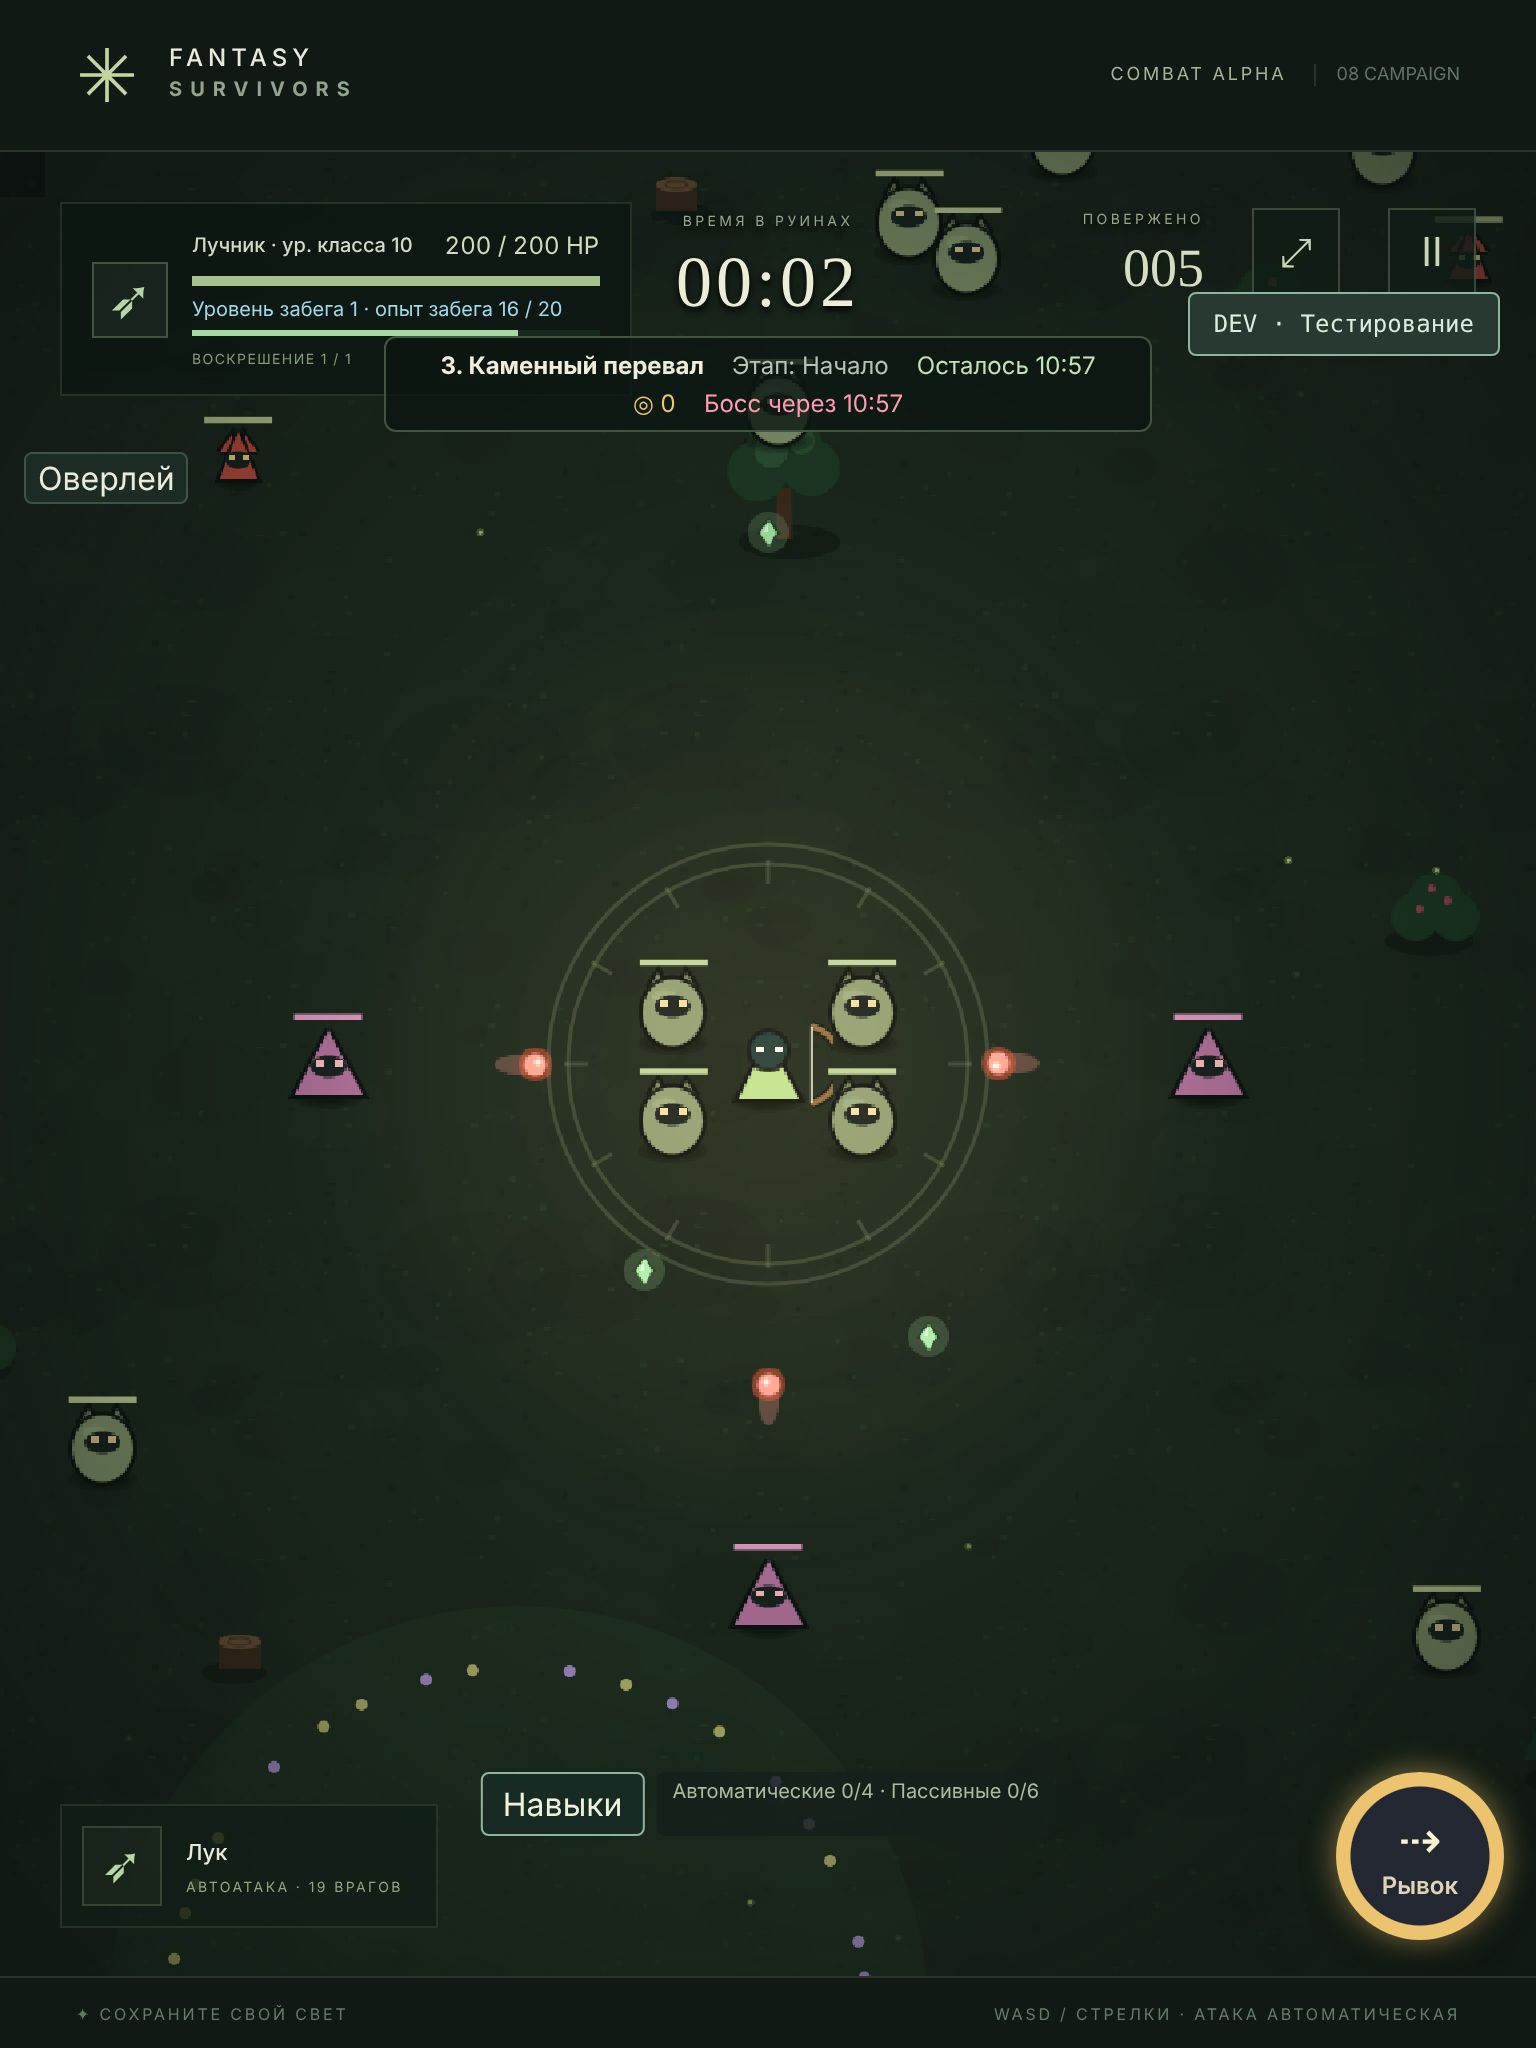 FANTASY
SURVIVORS
COMBAT ALPHA
08 CAMPAIGN
Лучник · ур. класса 10
200 / 200 HP
Уровень забега 1 · опыт забега 16 / 20
ВОСКРЕШЕНИЕ 1 / 1
ВРЕМЯ В РУИНАХ
00:02
ПОВЕРЖЕНО
005
DEV · Тестирование
3. Каменный перевал Этап: Начало Осталось 10:57
◎ 0 Босс через 10:57
Оверлей
Навыки
Автоматические 0/4 · Пассивные 0/6
Лук
АВТОАТАКА · 19 ВРАГОВ
Рывок
✦ СОХРАНИТЕ СВОЙ СВЕТ
WASD / СТРЕЛКИ · АТАКА АВТОМАТИЧЕСКАЯ